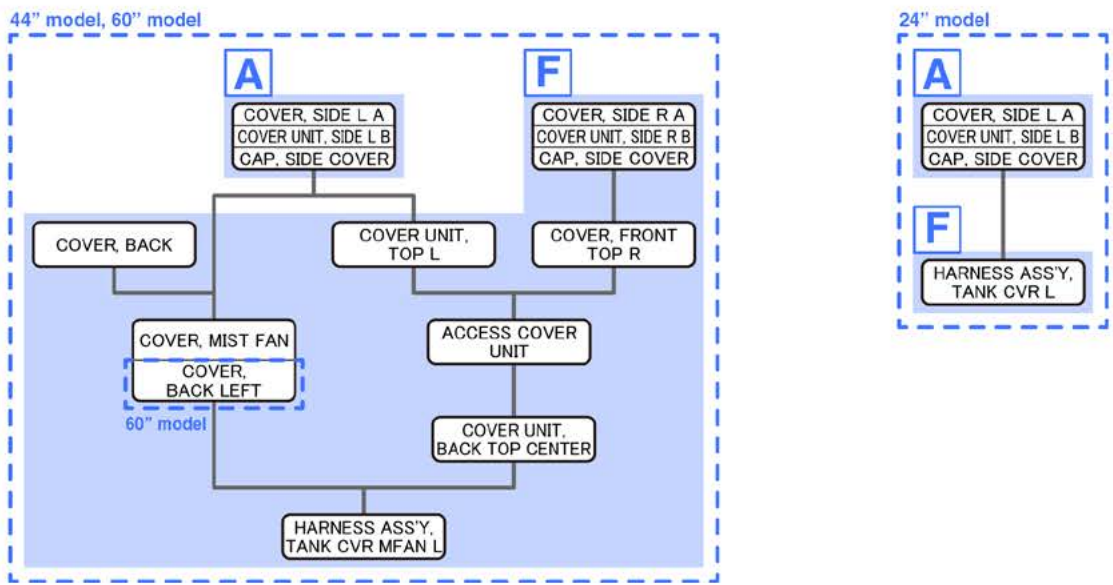 44” model, 60” model
A
F
COVER, SIDE L A
COVER UNIT, SIDE L B
CAP, SIDE COVER
COVER, SIDE R A
COVER UNIT, SIDE R B
CAP, SIDE COVER
COVER, BACK
COVER UNIT,
TOP L
COVER, FRONT
TOP R
COVER, MIST FAN
COVER,
BACK LEFT
60” model
ACCESS COVER
UNIT
COVER UNIT,
BACK TOP CENTER
HARNESS ASS'Y,
TANK CVR MFAN L
24” model
A
COVER, SIDE L A
COVER UNIT, SIDE L B
CAP, SIDE COVER
F
HARNESS ASS'Y,
TANK CVR L